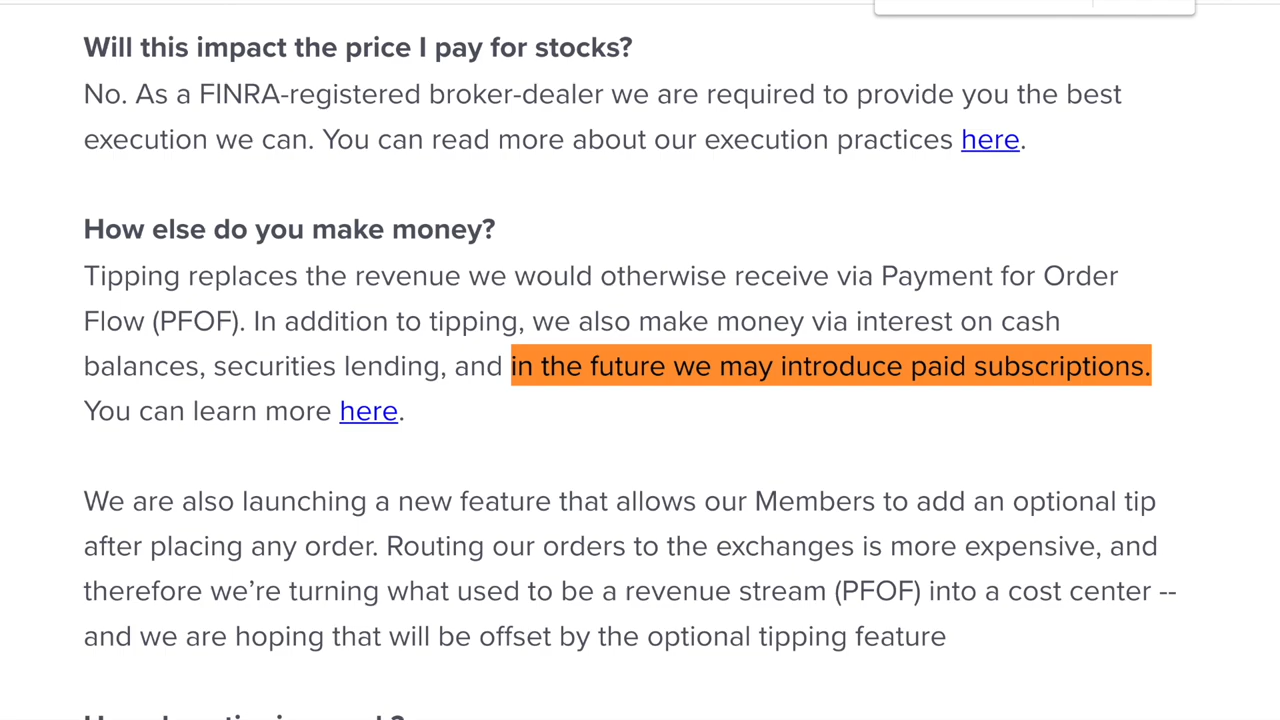 Will this impact the price I pay for stocks?
No. As a FINRA-registered broker-dealer we are required to provide you the best
execution we can. You can read more about our execution practices here.
How else do you make money?
Tipping replaces the revenue we would otherwise receive via Payment for Order
Flow (PFOF). In addition to tipping, we also make money via interest on cash
balances, securities lending, and in the future we may introduce paid subscriptions.
You can learn more here.
We are also launching a new feature that allows our Members to add an optional tip
after placing any order. Routing our orders to the exchanges is more expensive, and
therefore we’re turning what used to be a revenue stream (PFOF) into a cost center --
and we are hoping that will be offset by the optional tipping feature